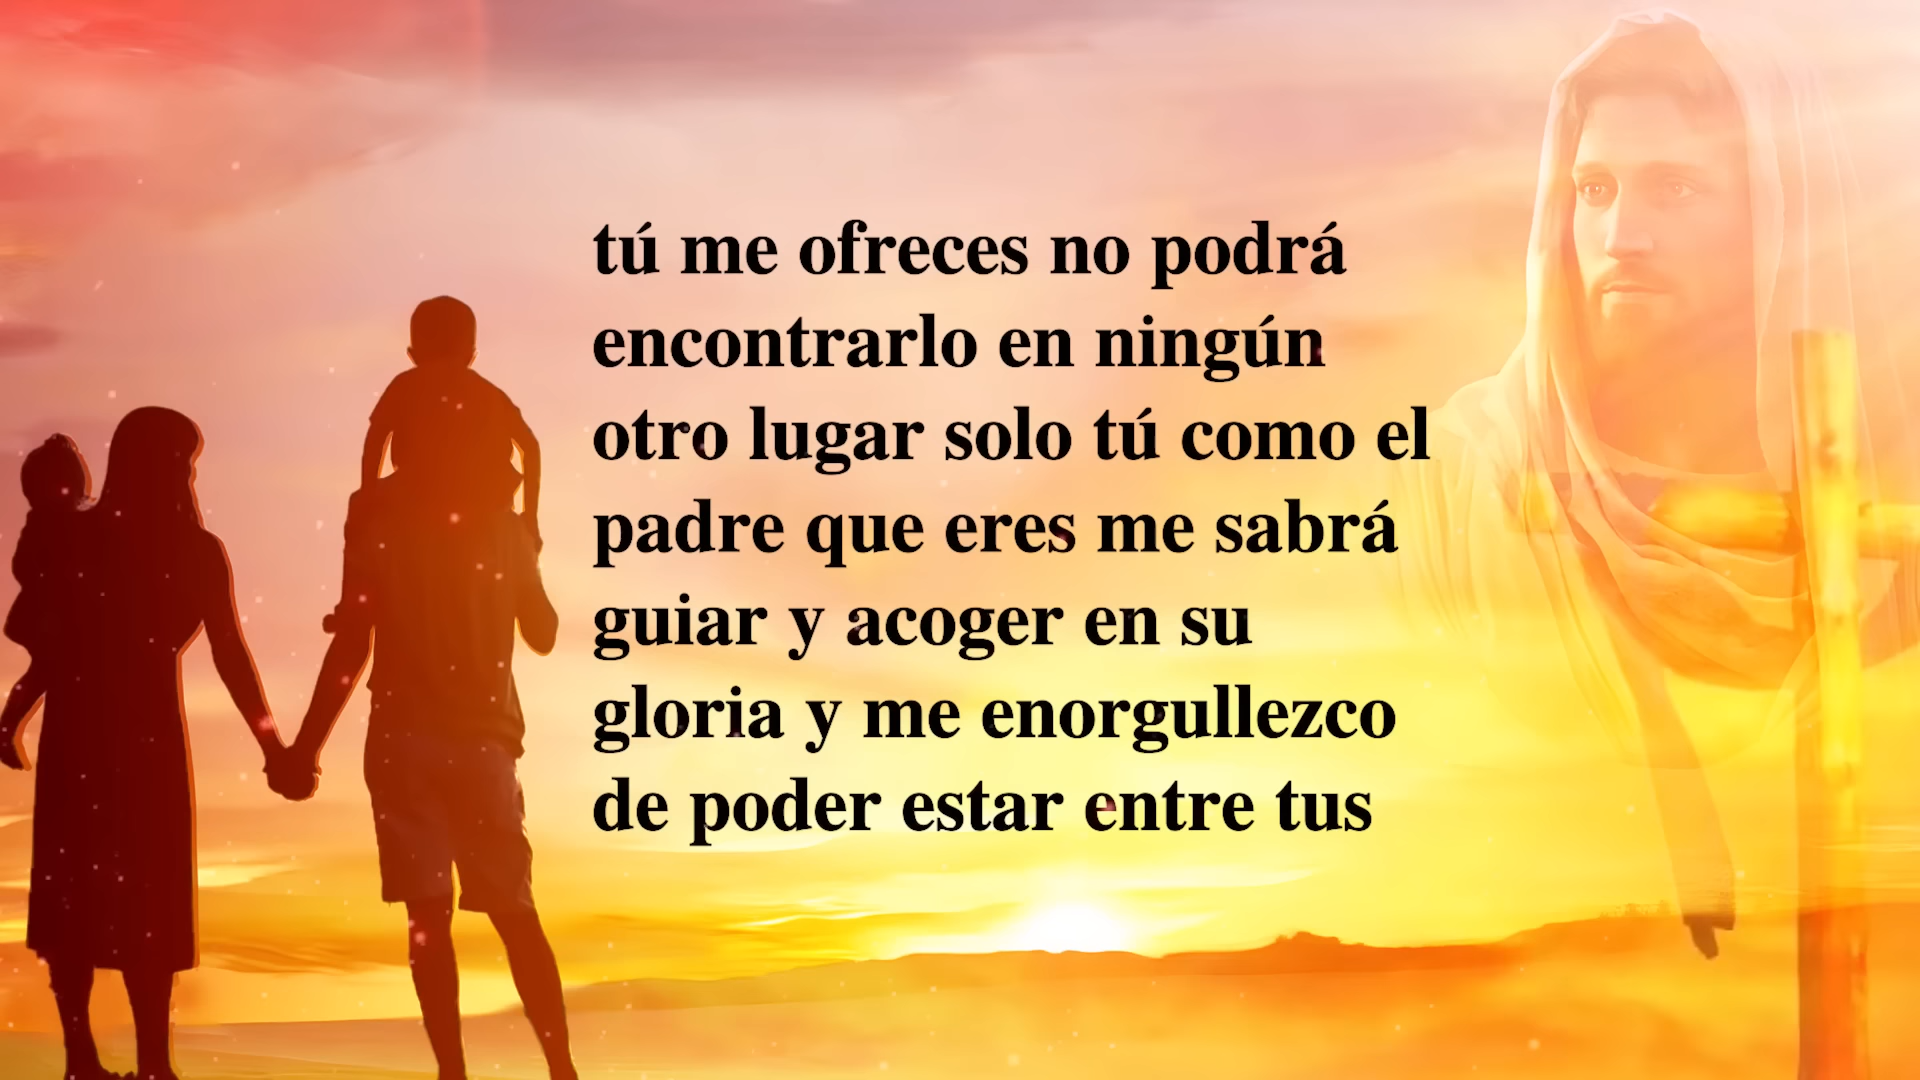 tú me ofreces no podrá
encontrarlo en ningún
otro lugar solo tú como el
padre que eres me sabrá
guiar y acoger en su
gloria y me enorgullezco
de poder estar entre tus